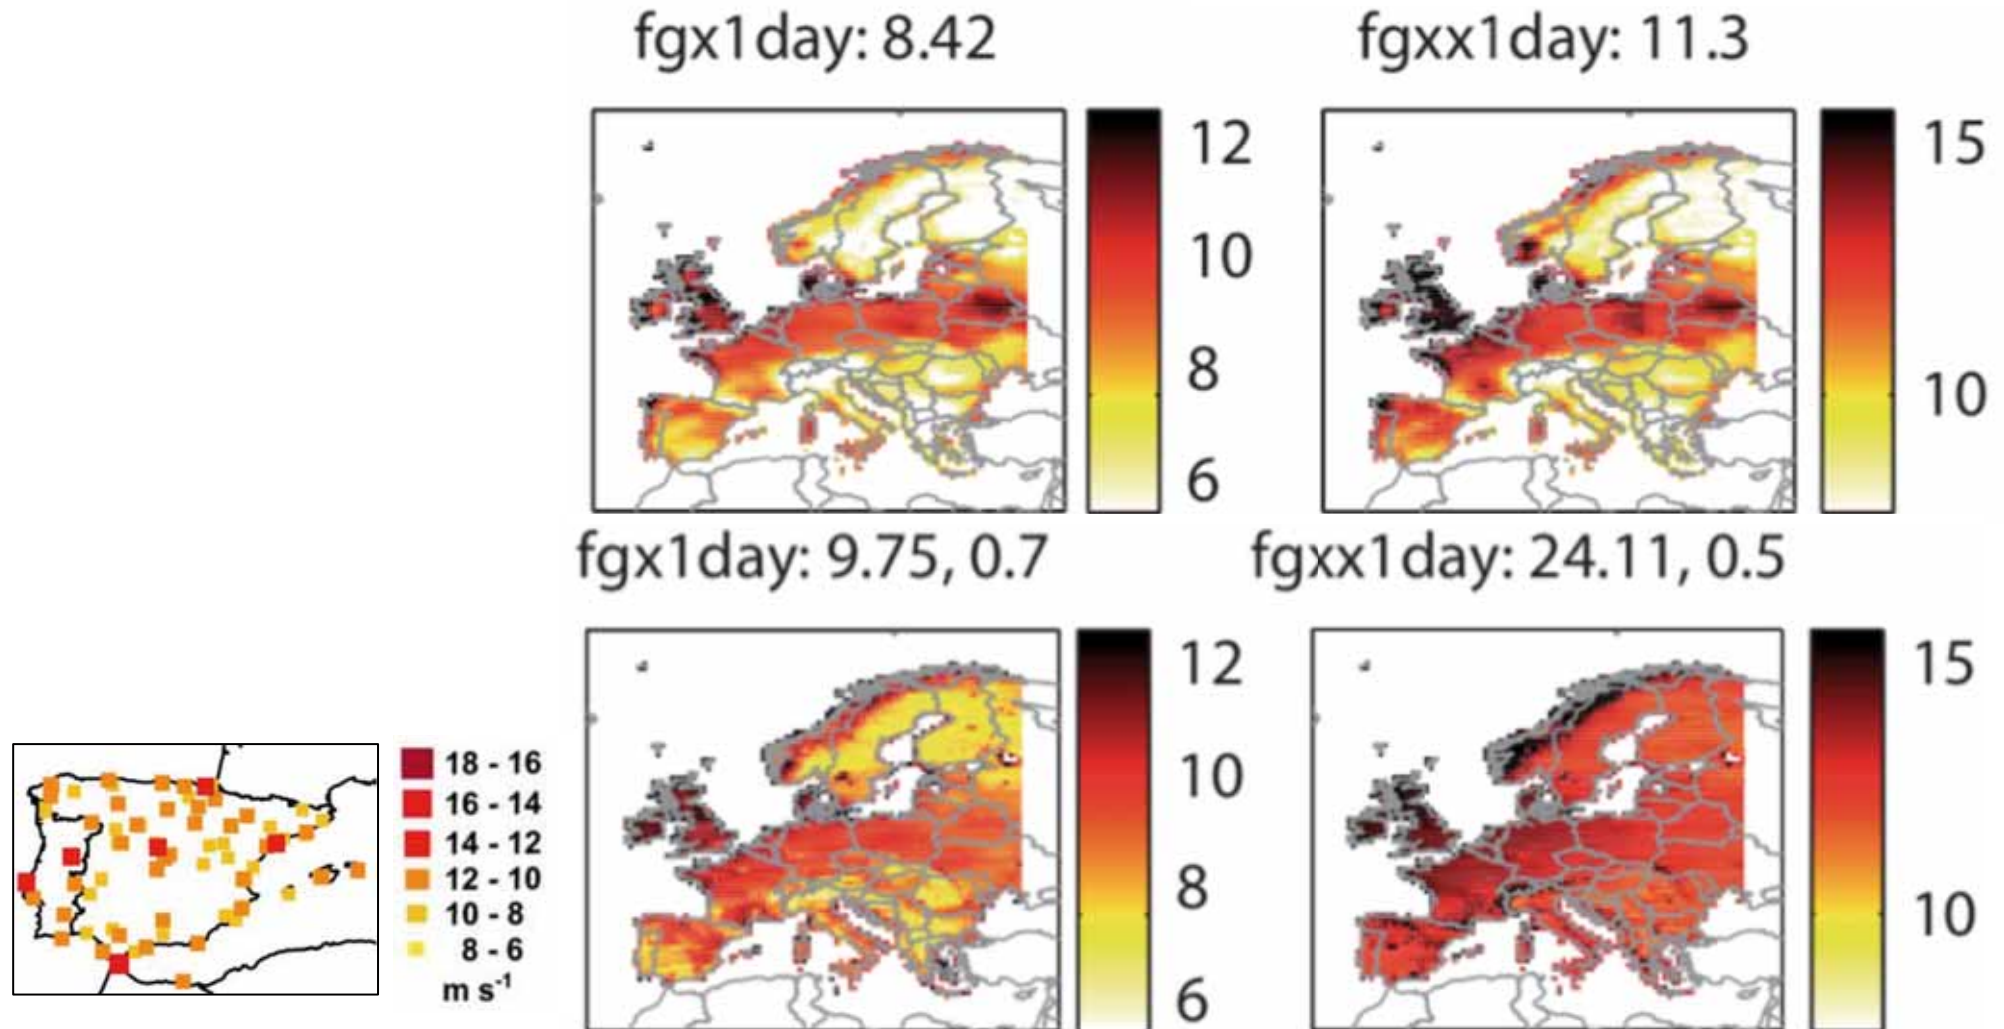 fgx1day: 8.42
fgxx1day: 11.3
12
10
8
6
15
10
fgx1day: 9.75, 0.7
fgxx1day: 24.11, 0.5
12
10
8
6
15
10
18 - 16
16 - 14
14 - 12
12 - 10
10 - 8
8 - 6
m s-1